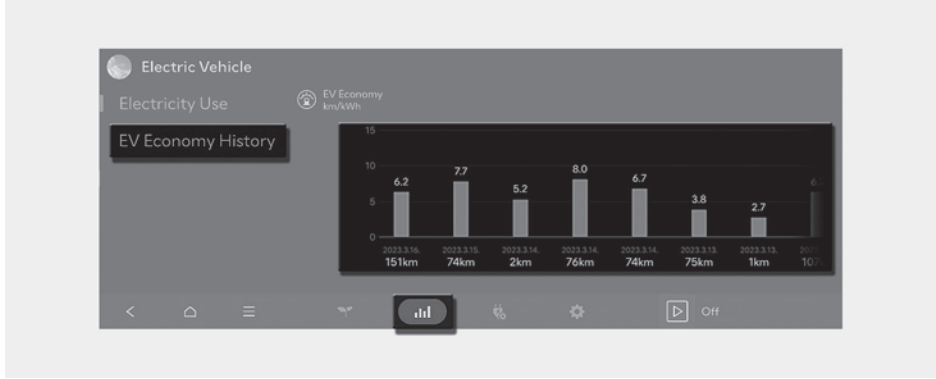 Electric Vehicle
Electricity Use
EV Economy
km/kWh
EV Economy History
15
10
5
0
6.2
7.7
5.2
8.0
6.7
3.8
2.7
2023.3.16.
2023.3.15.
2023.3.14.
2023.3.14.
2023.3.14.
2023.3.13.
2023.3.13.
151km
74km
2km
76km
74km
75km
1km
Off